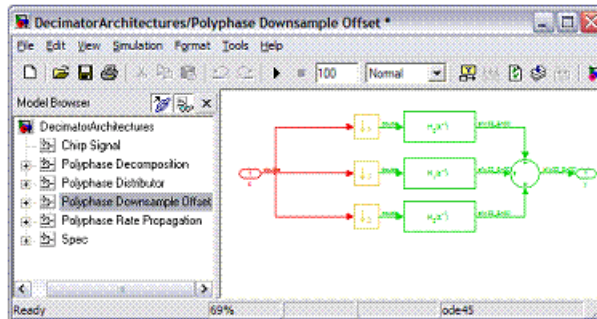 DecimatorArchitectures/Polyphase Downsample Offset *
File Edit View Simulation Format Tools Help
100 Normal
Model Browser
DecimatorArchitectures
Chirp Signal
Polyphase Decomposition
Polyphase Distributor
Polyphase Downsample Offset
Polyphase Rate Propagation
Spec
Ready 69% ode45